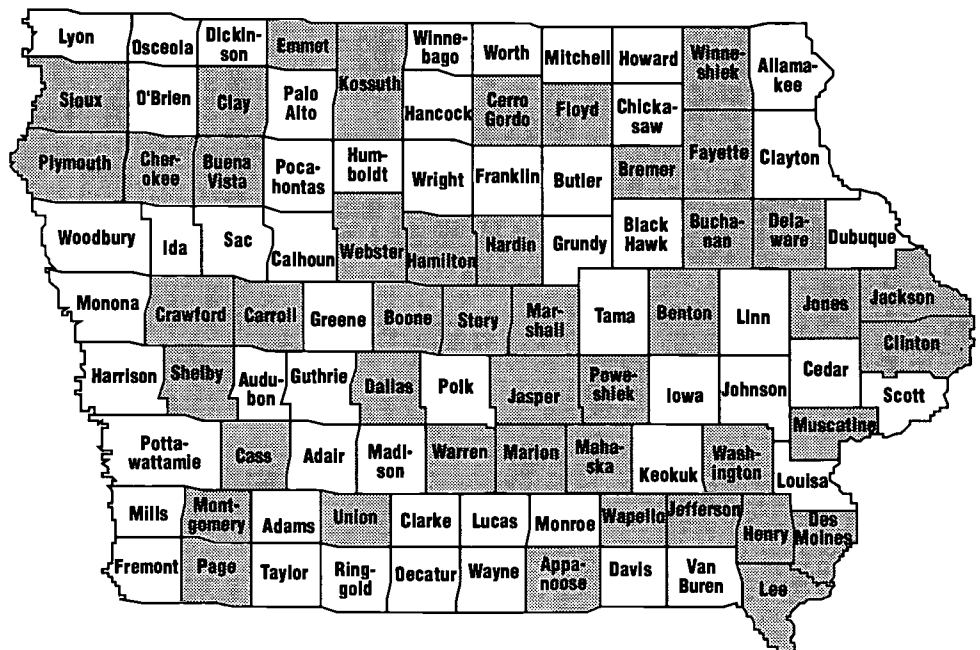 Lyon
Osceola
Dickin-
son
Emmet
Kossuth
Winne-
bago
Worth
Mitchell
Howard
Winne-
shiek
Allama-
kee
Sioux
O'Brien
Clay
Palo
Alto
Hancock
Cerro
Gordo
Floyd
Chicka-
saw
Plymouth
Cher-
okee
Buena
Vista
Poca-
hontas
Hum-
boldt
Wright
Franklin
Butler
Bremer
Fayette
Clayton
Woodbury
Ida
Sac
Calhoun
Webster
Hamilton
Hardin
Grundy
Black
Hawk
Bucha-
nan
Dela-
ware
Dubuque
Monona
Crawford
Carroll
Greene
Boone
Story
Mar-
shall
Tama
Benton
Linn
Jones
Jackson
Clinton
Harrison
Shelby
Audu-
bon
Guthrie
Dallas
Polk
Jasper
Powe-
shiek
Iowa
Johnson
Cedar
Scott
Muscatine
Potta-
wattamie
Cass
Adair
Madi-
son
Warren
Marion
Maha-
ska
Keokuk
Wash-
ington
Louisa
Mills
Mont-
gomery
Adams
Union
Clarke
Lucas
Monroe
Wapello
Jefferson
Henry
Des
Moines
Fremont
Page
Taylor
Ring-
gold
Decatur
Wayne
Appa-
noose
Davis
Van
Buren
Lee